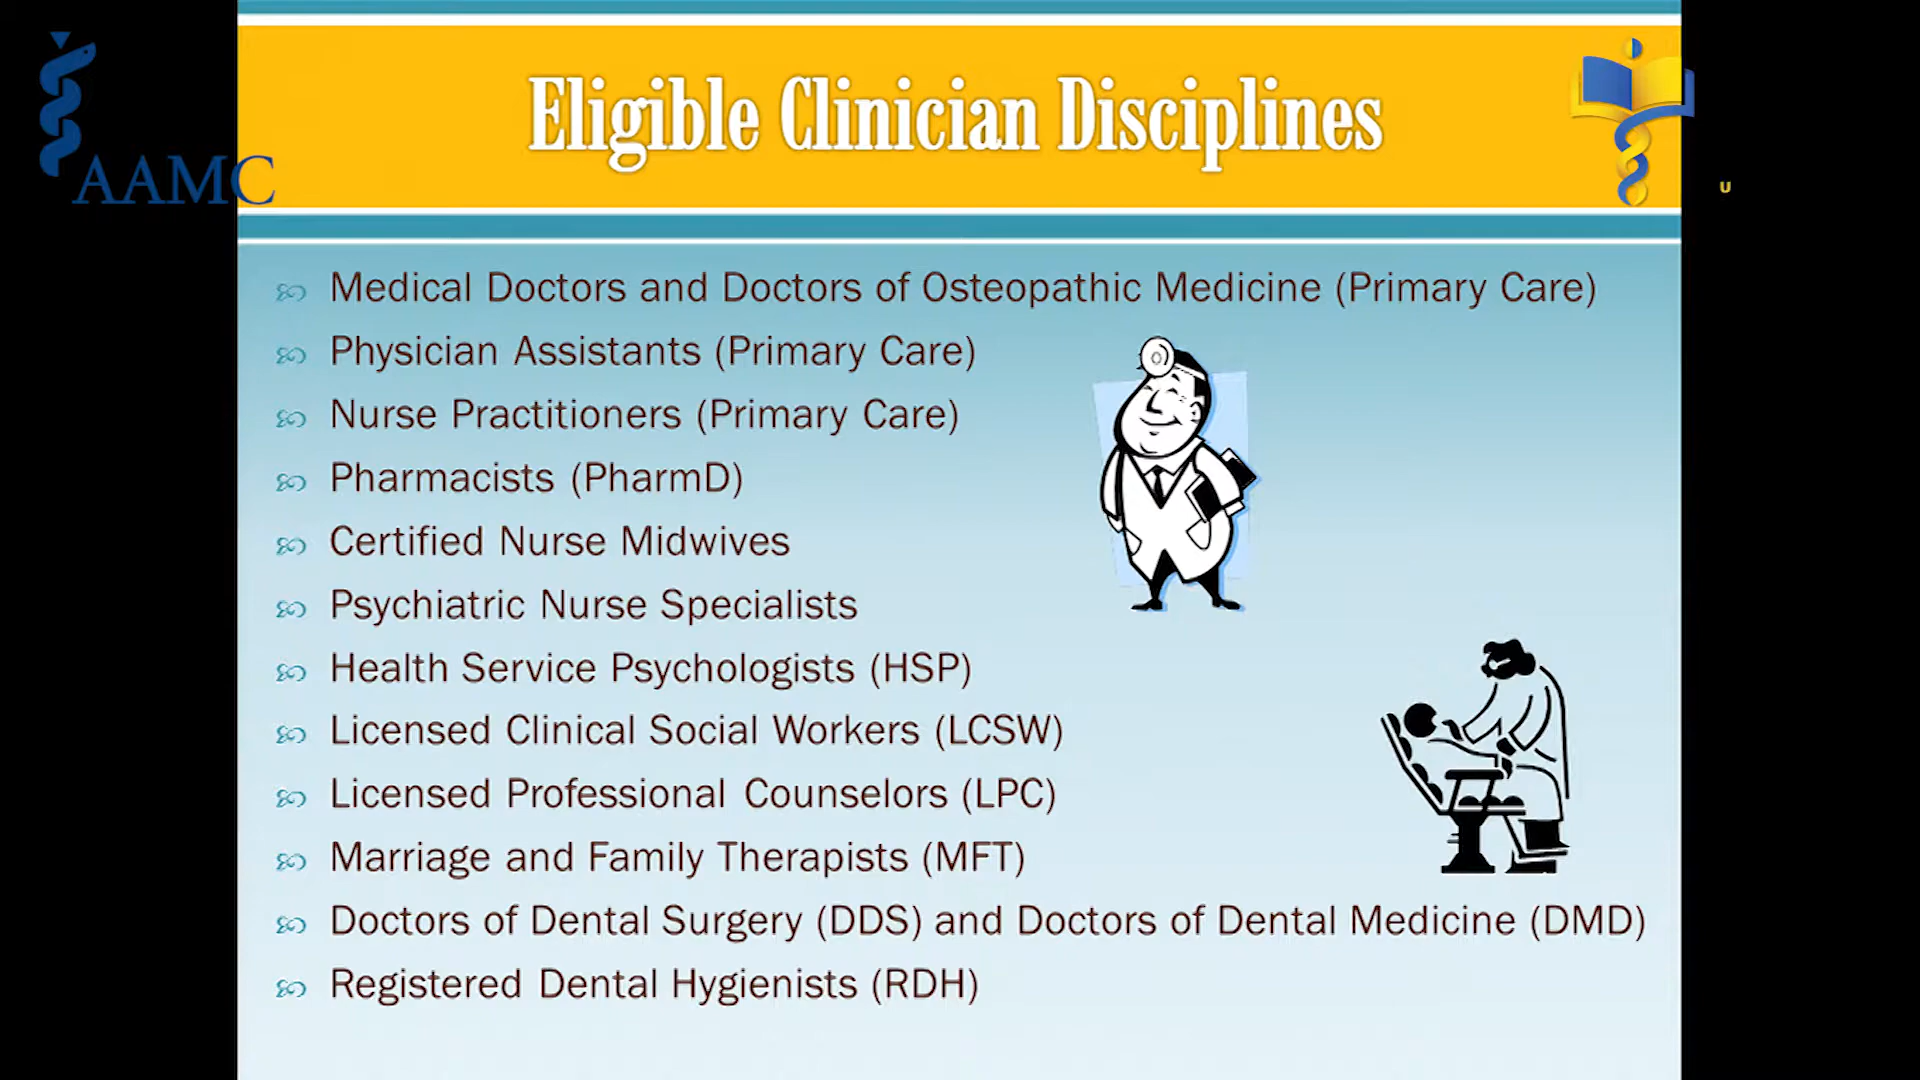 AAMC
Eligible Clinician Disciplines
U
Medical Doctors and Doctors of Osteopathic Medicine (Primary Care)
Physician Assistants (Primary Care)
Nurse Practitioners (Primary Care)
Pharmacists (PharmD)
Certified Nurse Midwives
Psychiatric Nurse Specialists
Health Service Psychologists (HSP)
Licensed Clinical Social Workers (LCSW)
Licensed Professional Counselors (LPC)
Marriage and Family Therapists (MFT)
Doctors of Dental Surgery (DDS) and Doctors of Dental Medicine (DMD)
Registered Dental Hygienists (RDH)